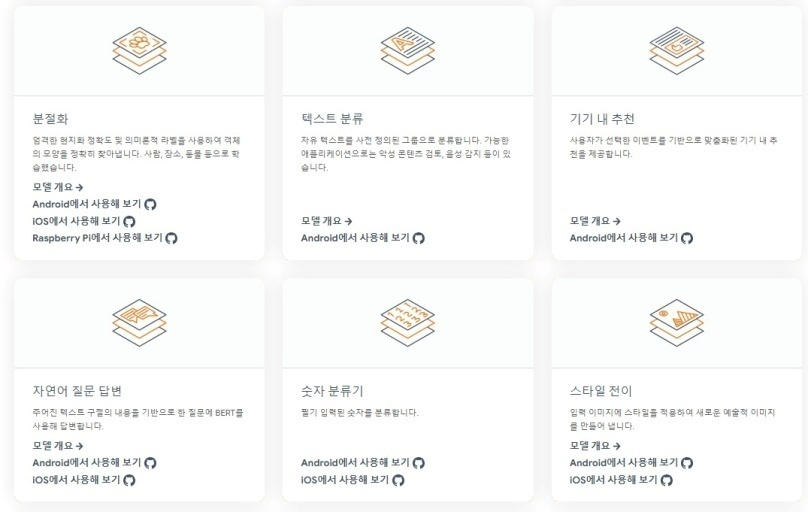 분절화
엄격한 현지화 정확도 및 의미론적 라벨을 사용하여 객체
의 모양을 정확히 찾아냅니다. 사람, 장소, 동물 등으로 학
습했습니다.
모델 개요 →
Android에서 사용해 보기
iOS에서 사용해 보기
Raspberry Pi에서 사용해 보기
텍스트 분류
자유 텍스트를 사전 정의된 그룹으로 분류합니다. 가능한
애플리케이션으로는 악성 콘텐츠 검토, 음성 감지 등이 있
습니다.
모델 개요 →
Android에서 사용해 보기
기기 내 추천
사용자가 선택한 이벤트를 기반으로 맞춤화된 기기 내 추
천을 제공합니다.
모델 개요 →
Android에서 사용해 보기
자연어 질문 답변
주어진 텍스트 구절의 내용을 기반으로 한 질문에 BERT를
사용해 답변합니다.
모델 개요 →
Android에서 사용해 보기
iOS에서 사용해 보기
숫자 분류기
필기 입력된 숫자를 분류합니다.
Android에서 사용해 보기
iOS에서 사용해 보기
스타일 전이
입력 이미지에 스타일을 적용하여 새로운 예술적 이미지
를 만들어 냅니다.
모델 개요 →
Android에서 사용해 보기
iOS에서 사용해 보기